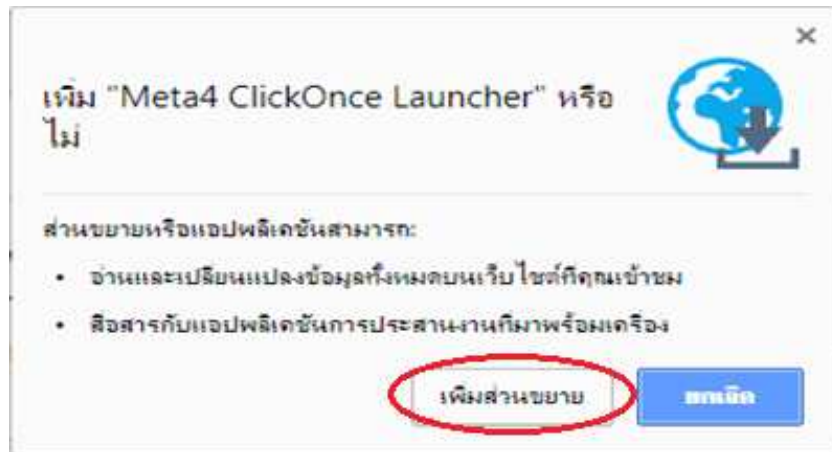 เพิ่ม "Meta4 ClickOnce Launcher" หรือ
ไม่
ส่วนขยายหรือแอปพลิเคชันสามารถ:
• อ่านและเปลี่ยนแปลงข้อมูลทั้งหมดบนเว็บไซต์ที่คุณเข้าชม
• สื่อสารกับแอปพลิเคชันการประสานงานที่มาพร้อมเครื่อง
เพิ่มส่วนขยาย
ยกเลิก